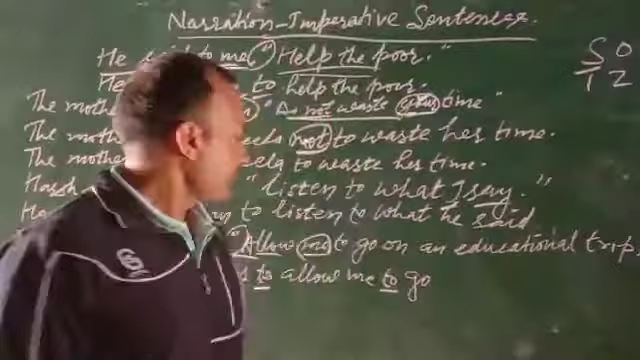 Narration-Imperative Sentences.
He said to me, "Help the poor."
He to help the poor.
The mother "Do not waste your time"
The mother not to waste her time.
The mother to waste her time.
"listen to what I say."
to listen to what he said
"Allow me to go on an educational trip,
to allow me to go
S O
1 2